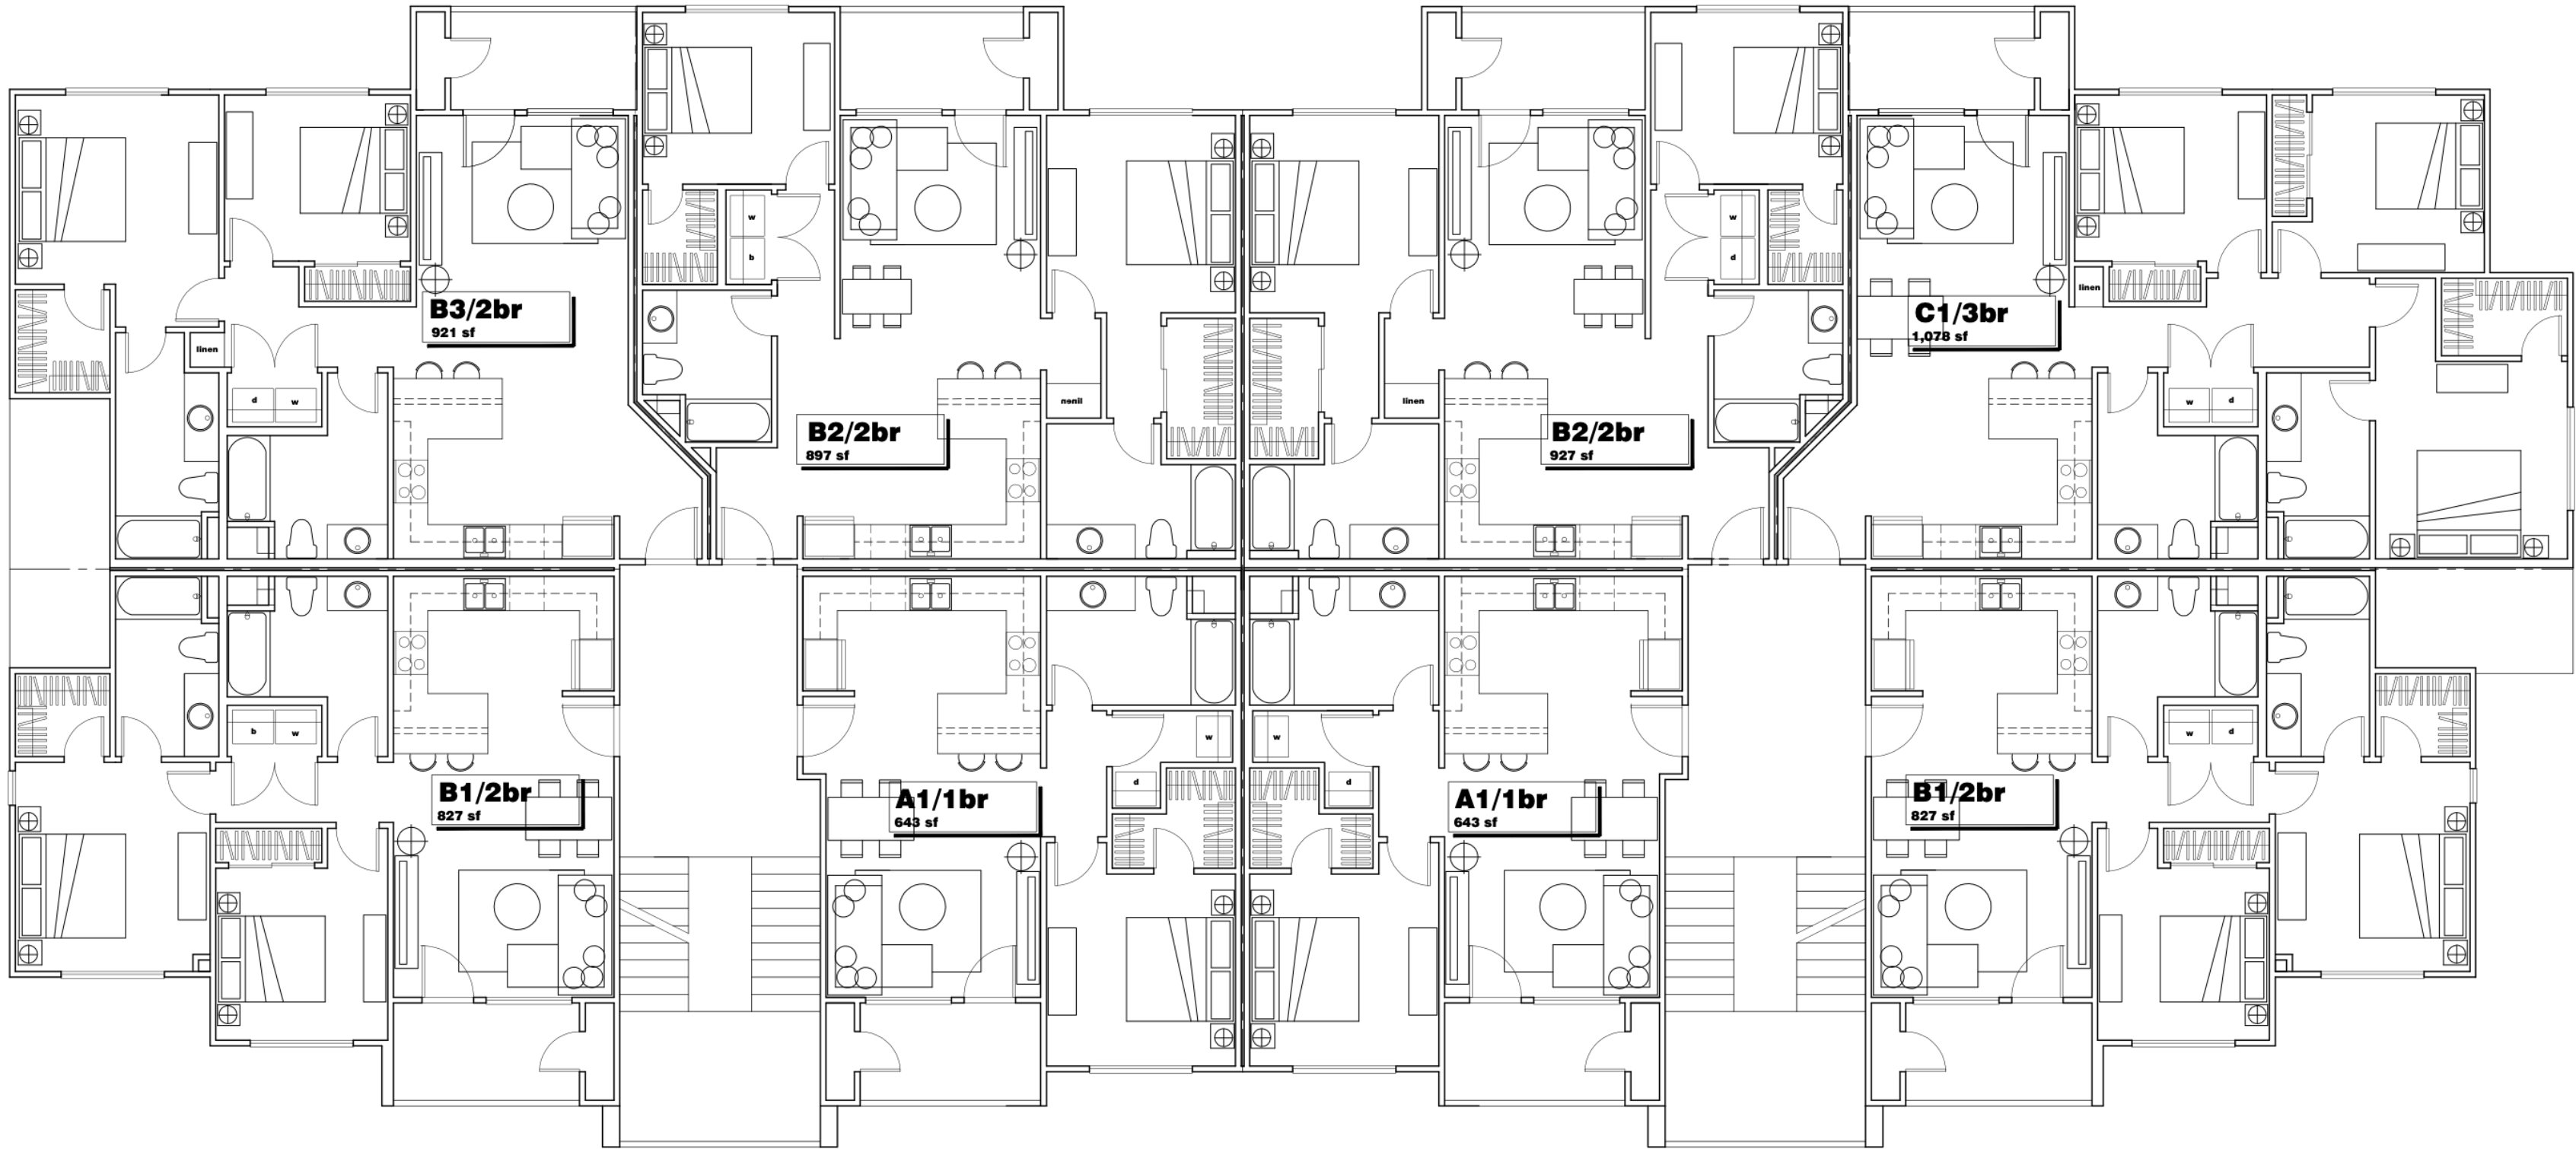 w
w
b
d
linen
B3/2br
921 sf
C1/3br
1,078 sf
linen
d
w
nenil
linen
w
d
B2/2br
897 sf
B2/2br
927 sf
b
w
w
w
w
d
d
d
B1/2br
827 sf
A1/1br
643 sf
A1/1br
643 sf
B1/2br
827 sf